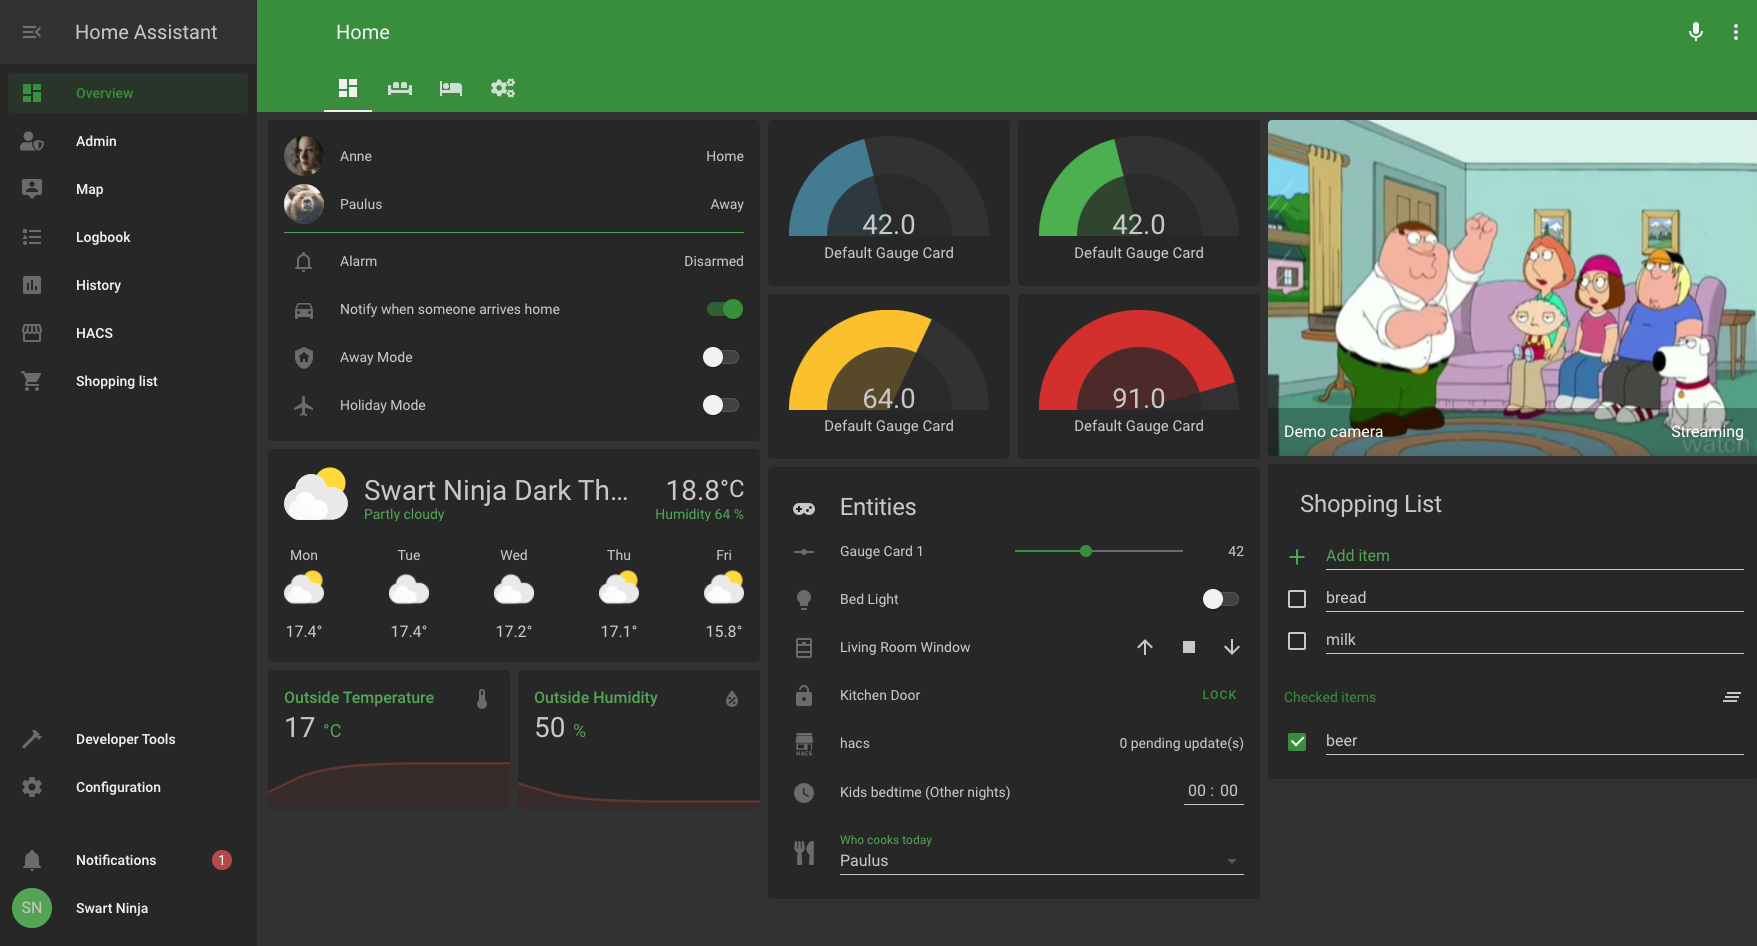 Home Assistant
Home
Overview
Admin
Map
Logbook
History
HACS
Shopping list
Developer Tools
Configuration
Notifications 1
SN Swart Ninja
Anne Home
Paulus Away
Alarm Disarmed
Notify when someone arrives home
Away Mode
Holiday Mode
Swart Ninja Dark Th... 18.8°C
Partly cloudy Humidity 64 %
Mon Tue Wed Thu Fri
17.4° 17.4° 17.2° 17.1° 15.8°
Outside Temperature
17 °C
Outside Humidity
50 %
42.0
Default Gauge Card
42.0
Default Gauge Card
64.0
Default Gauge Card
91.0
Default Gauge Card
Entities
Gauge Card 1 42
Bed Light
Living Room Window
Kitchen Door LOCK
HACS
hacs 0 pending update(s)
Kids bedtime (Other nights) 00 : 00
Who cooks today
Paulus
Demo camera Streaming
watch
Shopping List
Add item
bread
milk
Checked items
beer